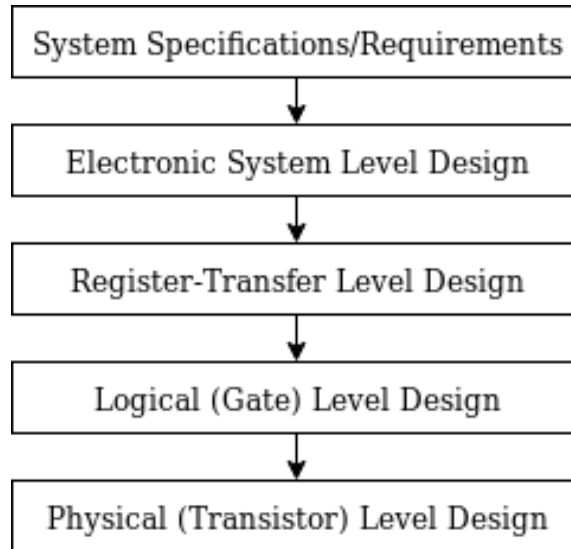 System Specifications/Requirements
Electronic System Level Design
Register-Transfer Level Design
Logical (Gate) Level Design
Physical (Transistor) Level Design